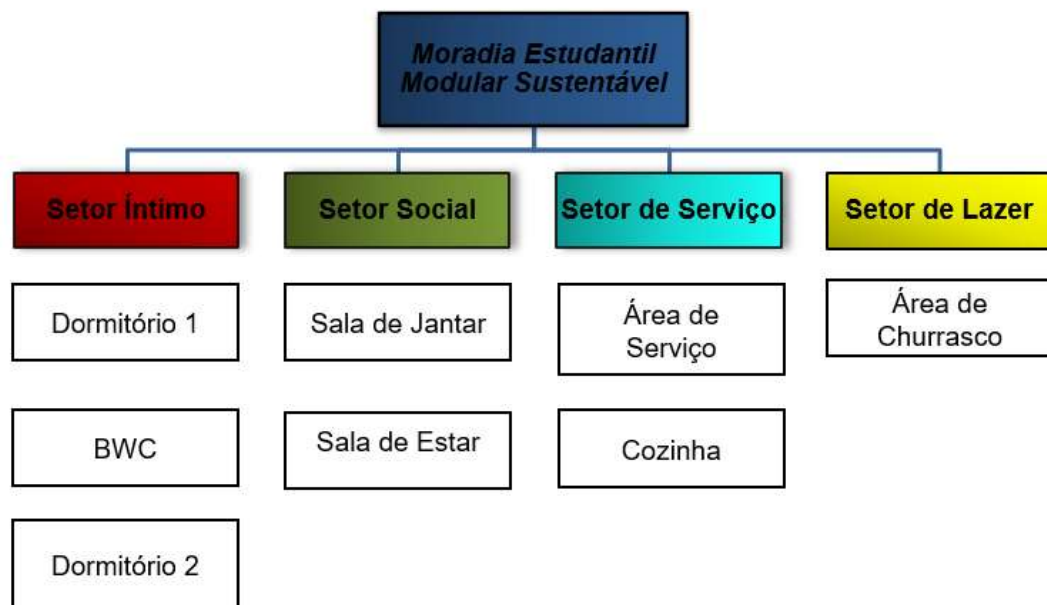 Moradia Estudantil
Modular Sustentável
Setor Íntimo
Setor Social
Setor de Serviço
Setor de Lazer
Dormitório 1
Sala de Jantar
Área de
Serviço
Área de
Churrasco
BWC
Sala de Estar
Cozinha
Dormitório 2